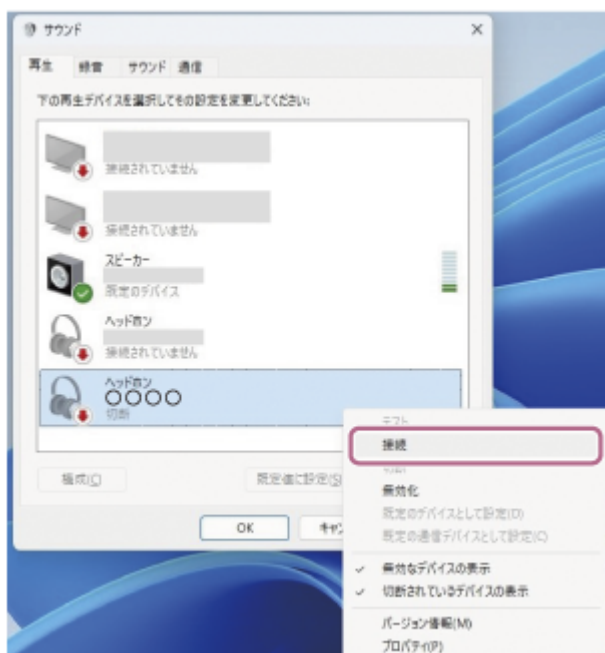 サウンド
再生 録音 サウンド 通信
下の再生デバイスを選択してその設定を変更してください:
接続されていません
接続されていません
スピーカー
既定のデバイス
ヘッドホン
接続されていません
ヘッドホン
○○○○
切断
構成(C)
既定値に設定(S)
OK
キャン
テスト
接続
切断
無効化
既定のデバイスとして設定(D)
既定の通信デバイスとして設定(C)
無効なデバイスの表示
切断されているデバイスの表示
バージョン情報(M)
プロパティ(P)